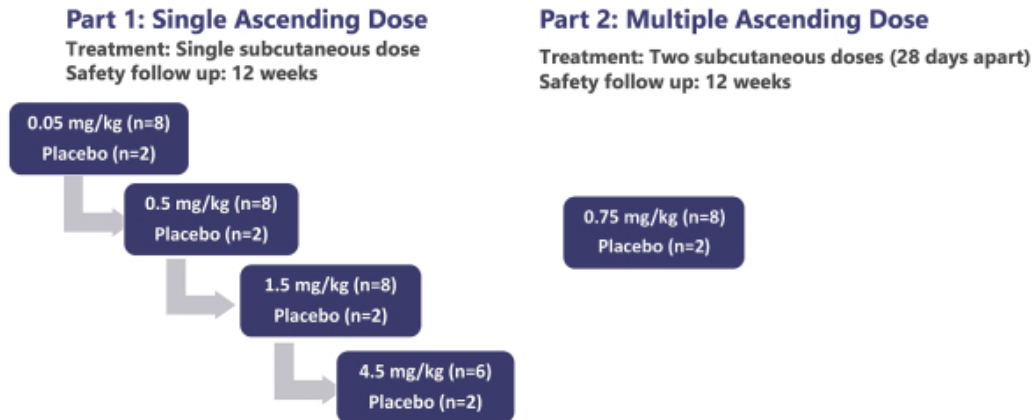 Part 1: Single Ascending Dose
Treatment: Single subcutaneous dose
Safety follow up: 12 weeks
0.05 mg/kg (n=8)
Placebo (n=2)
0.5 mg/kg (n=8)
Placebo (n=2)
1.5 mg/kg (n=8)
Placebo (n=2)
4.5 mg/kg (n=6)
Placebo (n=2)
Part 2: Multiple Ascending Dose
Treatment: Two subcutaneous doses (28 days apart)
Safety follow up: 12 weeks
0.75 mg/kg (n=8)
Placebo (n=2)